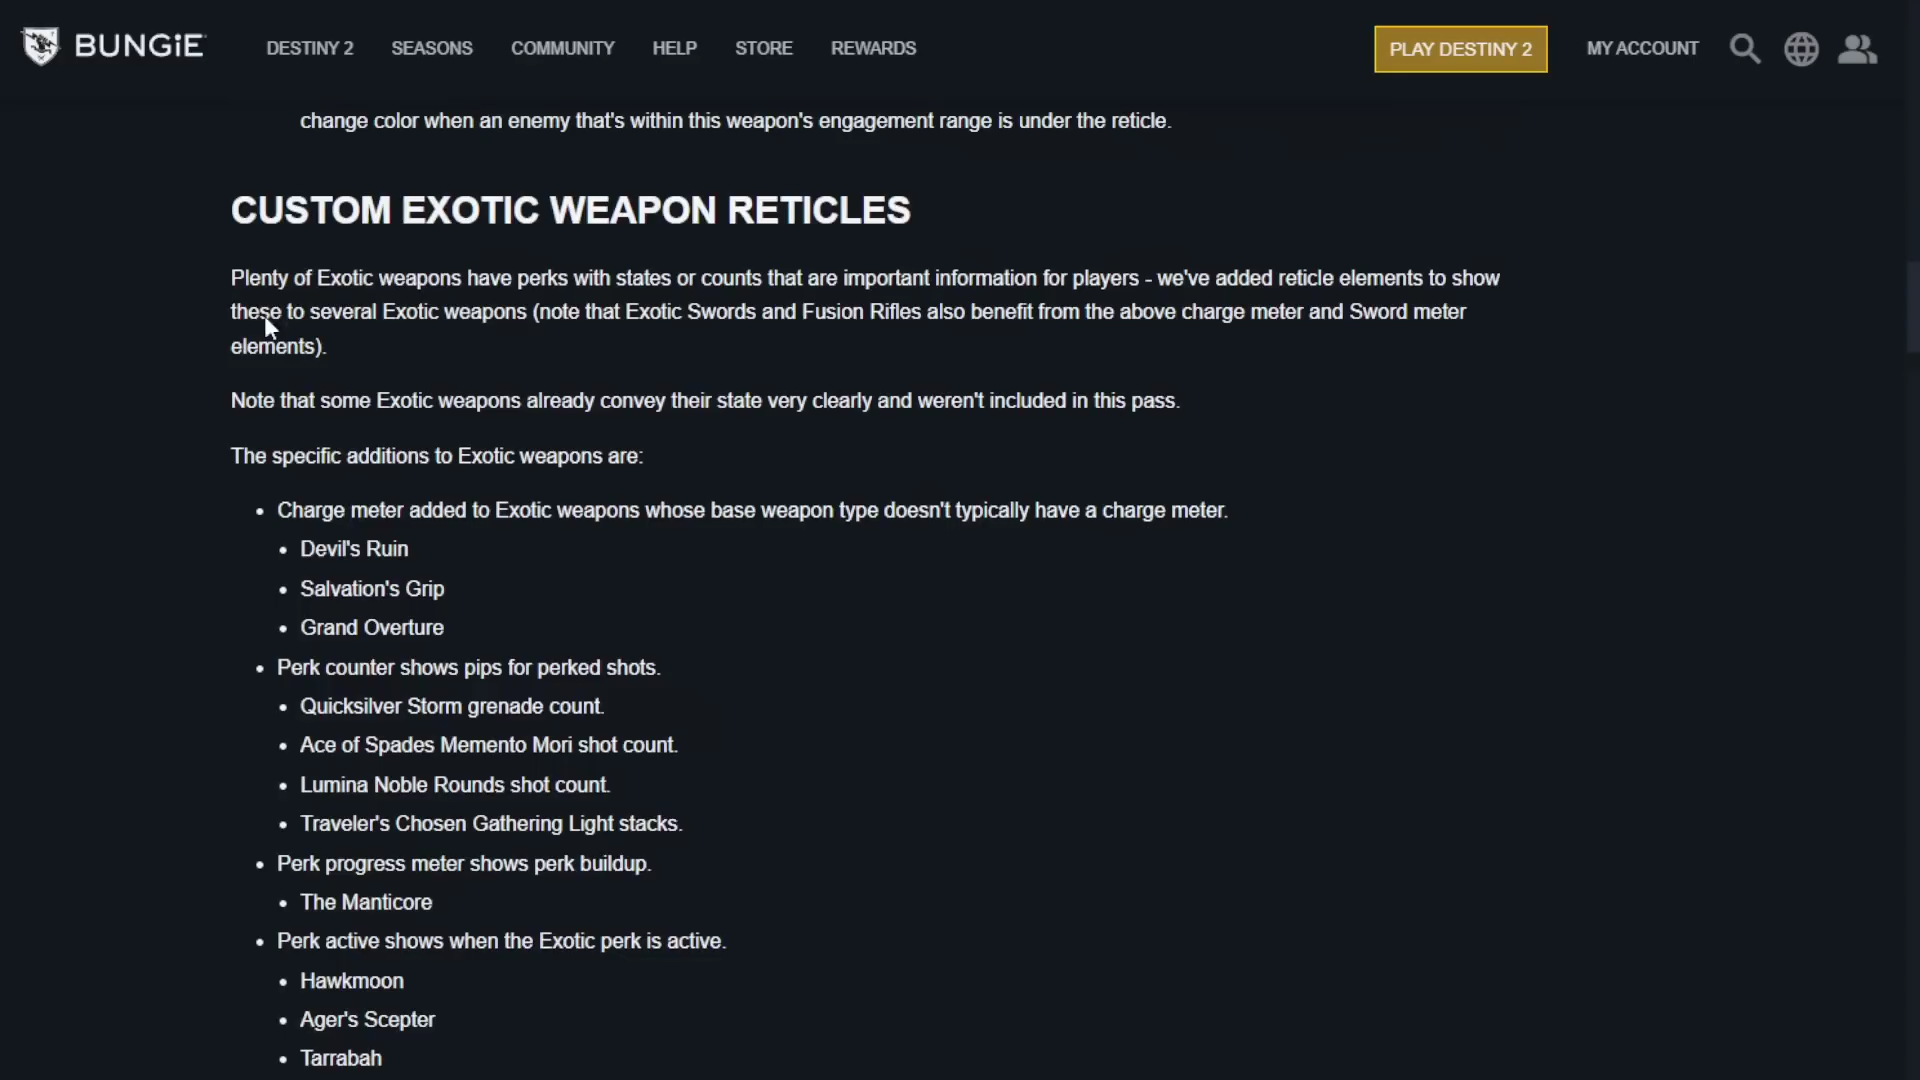 BUNGiE
DESTINY 2 SEASONS COMMUNITY HELP STORE REWARDS PLAY DESTINY 2 MY ACCOUNT
change color when an enemy that's within this weapon's engagement range is under the reticle.
CUSTOM EXOTIC WEAPON RETICLES
Plenty of Exotic weapons have perks with states or counts that are important information for players - we've added reticle elements to show
these to several Exotic weapons (note that Exotic Swords and Fusion Rifles also benefit from the above charge meter and Sword meter
elements).
Note that some Exotic weapons already convey their state very clearly and weren't included in this pass.
The specific additions to Exotic weapons are:
• Charge meter added to Exotic weapons whose base weapon type doesn't typically have a charge meter.
• Devil's Ruin
• Salvation's Grip
• Grand Overture
• Perk counter shows pips for perked shots.
• Quicksilver Storm grenade count.
• Ace of Spades Memento Mori shot count.
• Lumina Noble Rounds shot count.
• Traveler's Chosen Gathering Light stacks.
• Perk progress meter shows perk buildup.
• The Manticore
• Perk active shows when the Exotic perk is active.
• Hawkmoon
• Ager's Scepter
• Tarrabah